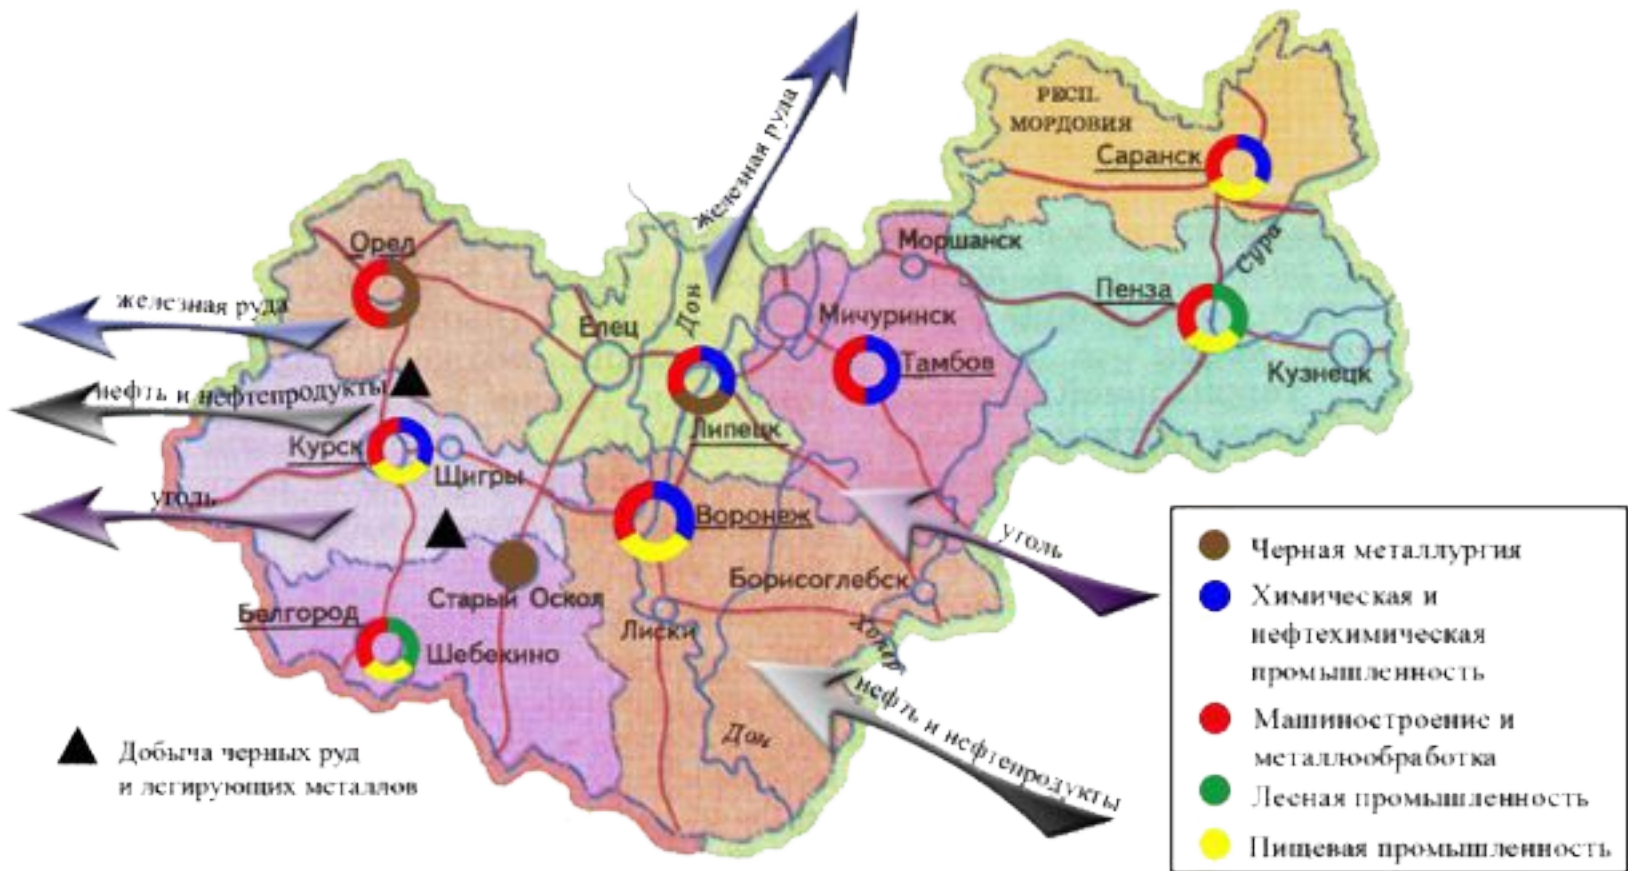 железная руда
РЕСП.
МОРДОВИЯ
Саранск
Орел
Моршанск
Сура
железная руда
Пенза
Дон
Елец
Мичуринск
Тамбов
Кузнецк
нефть и нефтепродукты
Курск
Липецк
Щигры
уголь
Воронеж
уголь
Старый Оскол
Борисоглебск
Белгород
Шебекино
Лиски
Хопер
нефть и нефтепродукты
Дон
Добыча черных руд
и легирующих металлов
Черная металлургия
Химическая и
нефтехимическая
промышленность
Машиностроение и
металлообработка
Лесная промышленность
Пищевая промышленность